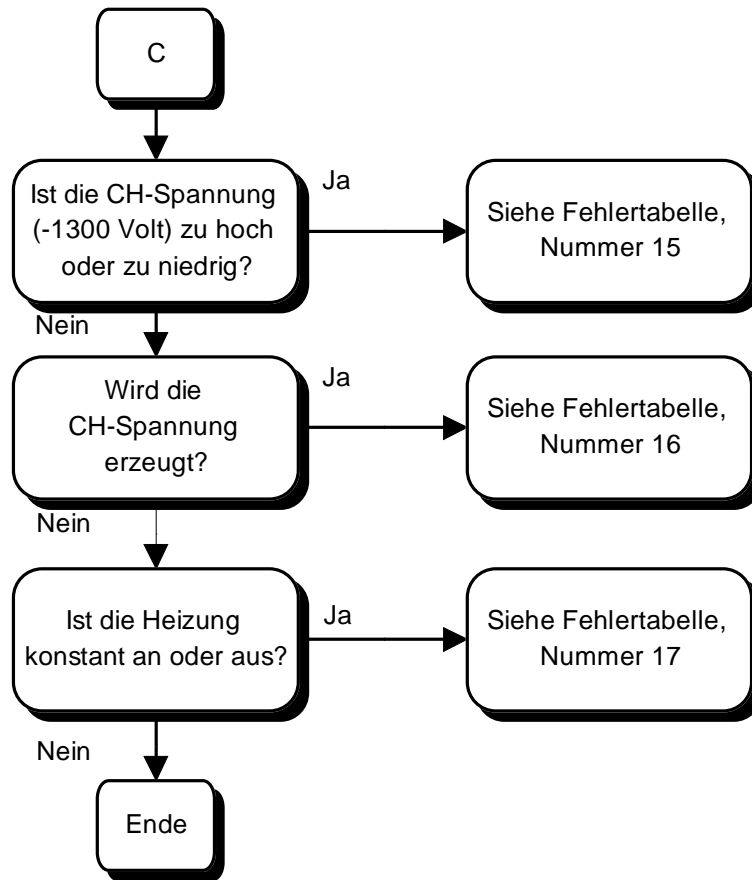 C
Ist die CH-Spannung
(-1300 Volt) zu hoch
oder zu niedrig?
Ja
Siehe Fehlertabelle,
Nummer 15
Nein
Wird die
CH-Spannung
erzeugt?
Ja
Siehe Fehlertabelle,
Nummer 16
Nein
Ist die Heizung
konstant an oder aus?
Ja
Siehe Fehlertabelle,
Nummer 17
Nein
Ende